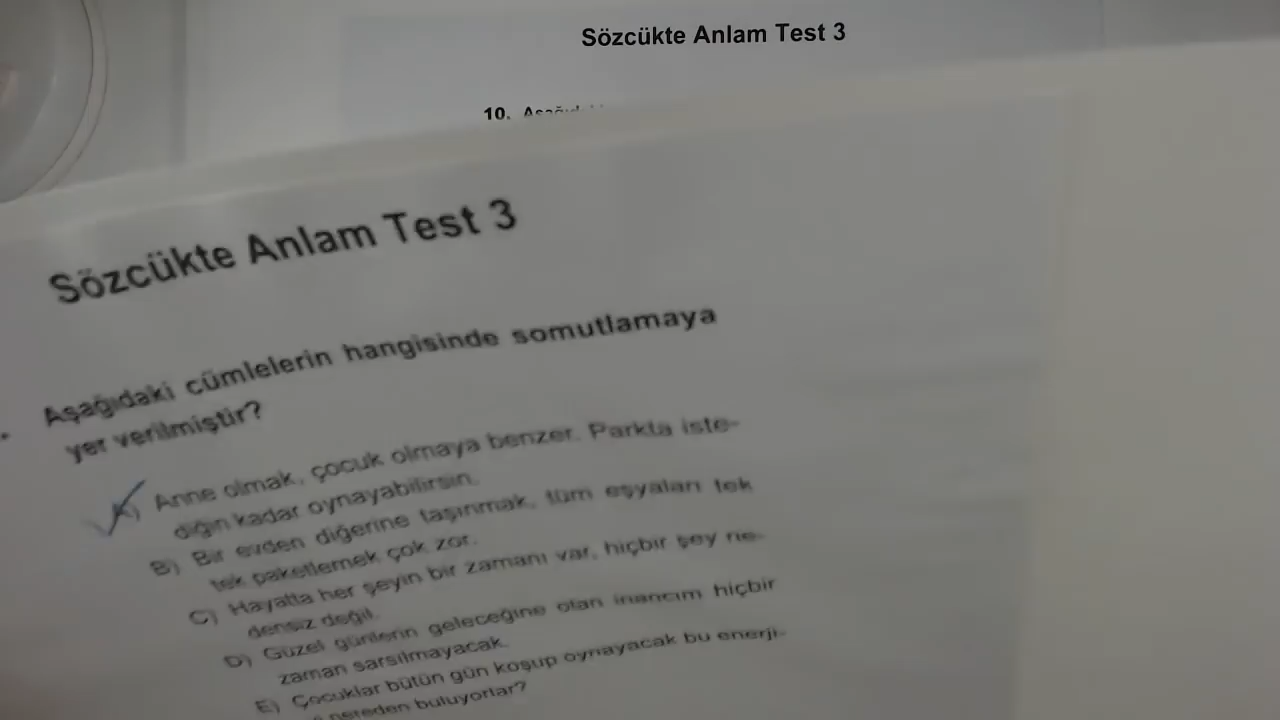 Sözcükte Anlam Test 3
10.
Sözcükte Anlam Test 3
Aşağıdaki cümlelerin hangisinde somutlamaya
yer verilmiştir?
A) Anne olmak, çocuk olmaya benzer. Parkta iste-
diğin kadar oynayabilirsin.
B) Bir evden diğerine taşınmak, tüm eşyaları tek
tek paketlemek çok zor.
C) Hayatta her şeyin bir zamanı var, hiçbir şey ne-
densiz değil.
D) Güzel günlerin geleceğine olan inancım hiçbir
zaman sarsılmayacak.
E) Çocuklar bütün gün koşup oynayacak bu enerji-
nereden buluyorlar?